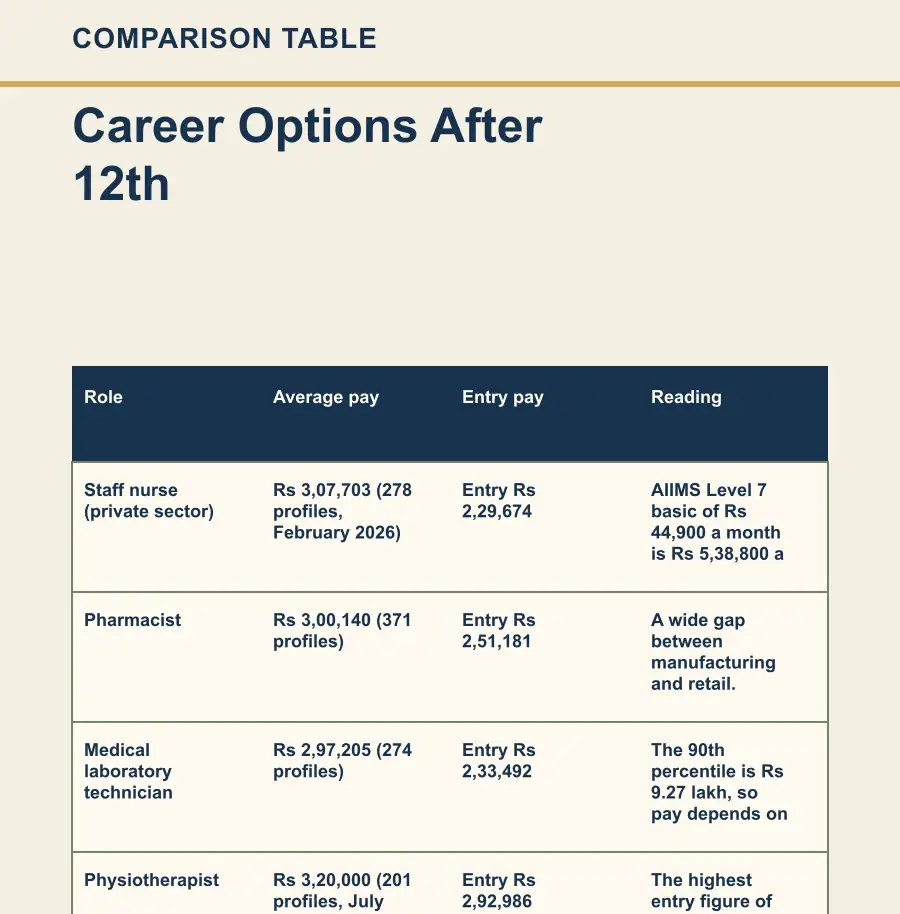 COMPARISON TABLE
Career Options After
12th
Role
Average pay
Entry pay
Reading
Staff nurse
(private sector)
Rs 3,07,703 (278
profiles,
February 2026)
Entry Rs
2,29,674
AIIMS Level 7
basic of Rs
44,900 a month
is Rs 5,38,800 a
Pharmacist
Rs 3,00,140 (371
profiles)
Entry Rs
2,51,181
A wide gap
between
manufacturing
and retail.
Medical
laboratory
technician
Rs 2,97,205 (274
profiles)
Entry Rs
2,33,492
The 90th
percentile is Rs
9.27 lakh, so
pay depends on
Physiotherapist
Rs 3,20,000 (201
profiles, July
Entry Rs
2,92,986
The highest
entry figure of